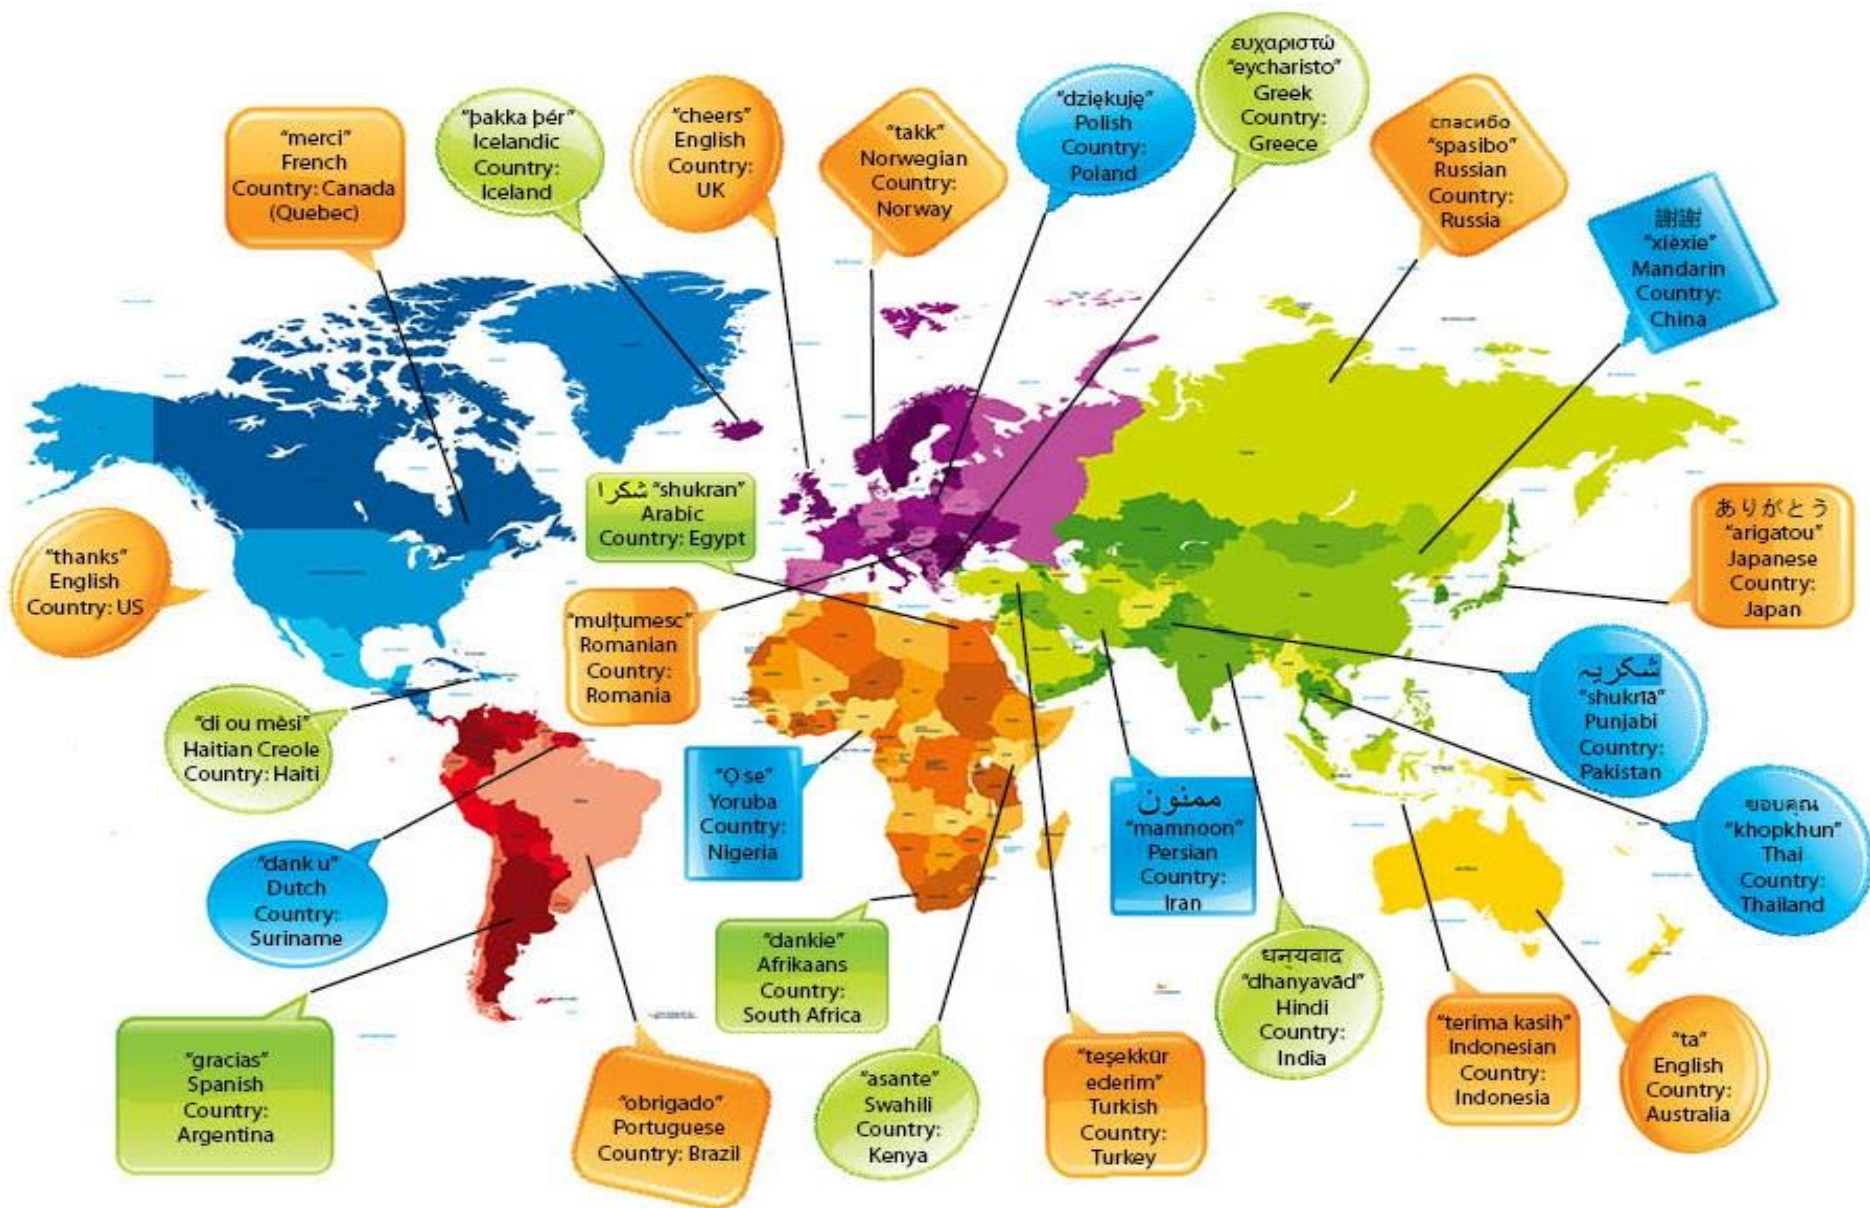 "merci"
French
Country: Canada
(Quebec)
"þakka þér"
Icelandic
Country:
Iceland
"cheers"
English
Country:
UK
"takk"
Norwegian
Country:
Norway
"dziękuję"
Polish
Country:
Poland
ευχαριστώ
"eycharisto"
Greek
Country:
Greece
спасибо
"spasibo"
Russian
Country:
Russia
謝謝
"xièxie"
Mandarin
Country:
China
"thanks"
English
Country: US
شكرا "shukran"
Arabic
Country: Egypt
ありがとう
"arigatou"
Japanese
Country:
Japan
"mulțumesc"
Romanian
Country:
Romania
"di ou mèsi"
Haitian Creole
Country: Haiti
"Ọ se"
Yoruba
Country:
Nigeria
ممنون
"mamnoon"
Persian
Country:
Iran
شکریہ
"shukrīā"
Punjabi
Country:
Pakistan
ขอบคุณ
"khopkhun"
Thai
Country:
Thailand
"dank u"
Dutch
Country:
Suriname
"dankie"
Afrikaans
Country:
South Africa
धन्यवाद
"dhanyavād"
Hindi
Country:
India
"gracias"
Spanish
Country:
Argentina
"obrigado"
Portuguese
Country: Brazil
"asante"
Swahili
Country:
Kenya
"teşekkür
ederim"
Turkish
Country:
Turkey
"terima kasih"
Indonesian
Country:
Indonesia
"ta"
English
Country:
Australia